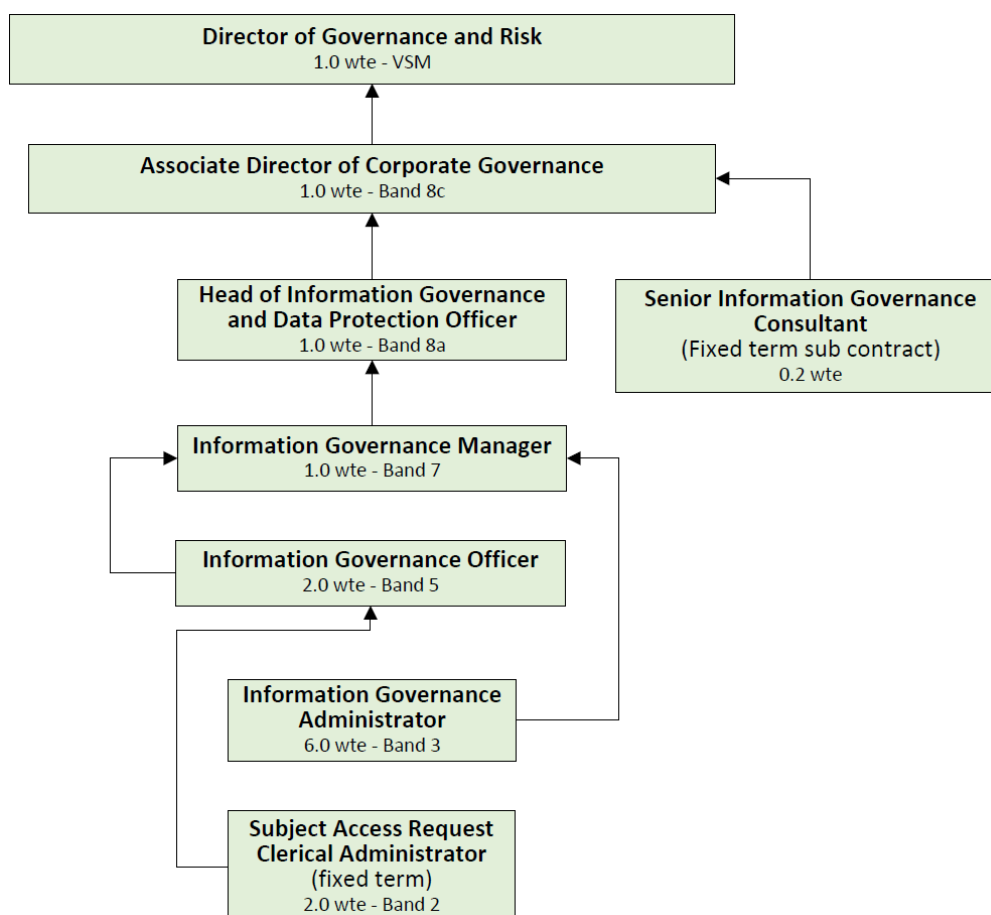 Director of Governance and Risk
1.0 wte - VSM
Associate Director of Corporate Governance
1.0 wte - Band 8c
Head of Information Governance
and Data Protection Officer
1.0 wte - Band 8a
Senior Information Governance
Consultant
(Fixed term sub contract)
0.2 wte
Information Governance Manager
1.0 wte - Band 7
Information Governance Officer
2.0 wte - Band 5
Information Governance
Administrator
6.0 wte - Band 3
Subject Access Request
Clerical Administrator
(fixed term)
2.0 wte - Band 2